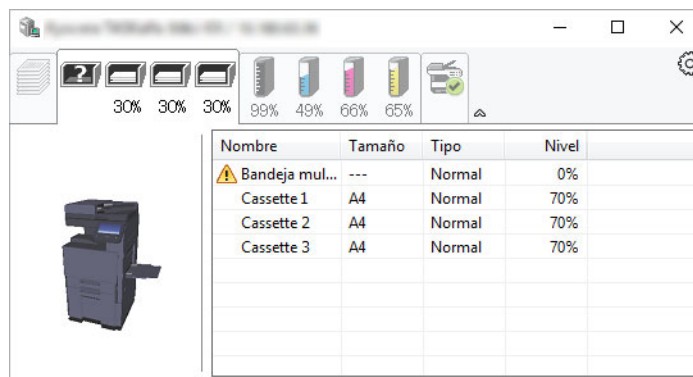 30% 30% 30% 99% 49% 66% 65%
Nombre Tamaño Tipo Nivel
Bandeja mul... --- Normal 0%
Cassette 1 A4 Normal 70%
Cassette 2 A4 Normal 70%
Cassette 3 A4 Normal 70%